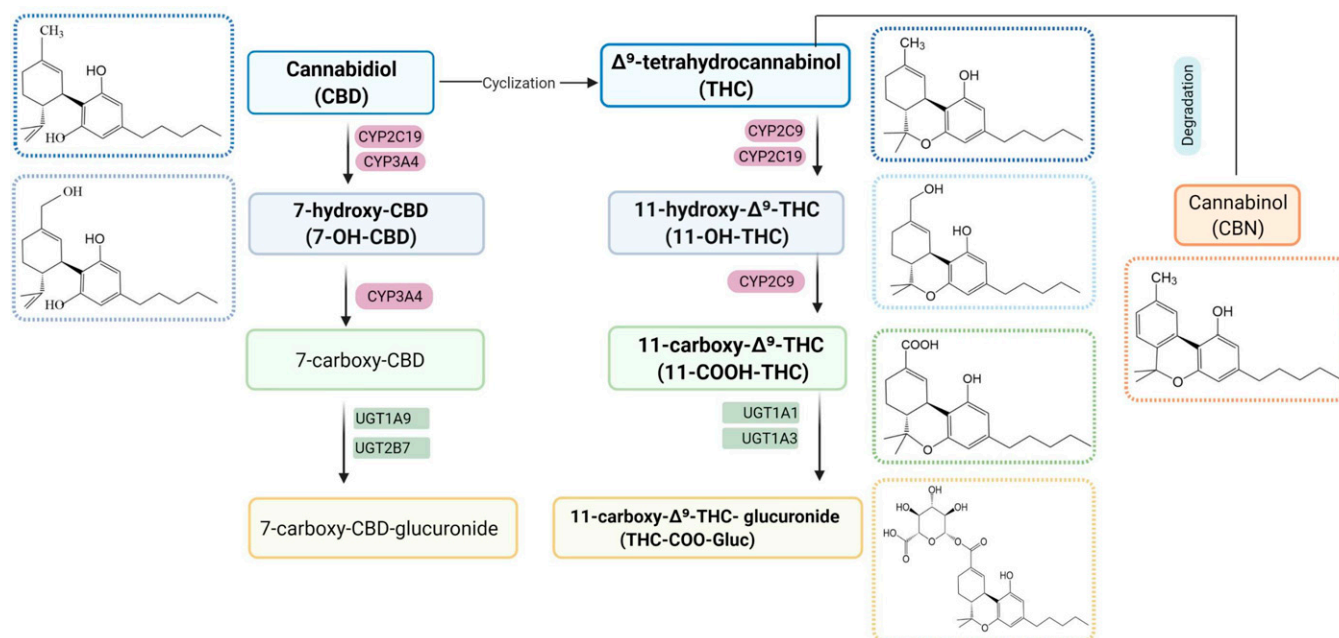 CH₃
HO
HO
Cannabidiol
(CBD)
Cyclization
Δ⁹-tetrahydrocannabinol
(THC)
CH₃
OH
O
Degradation
CYP2C19
CYP3A4
CYP2C9
CYP2C19
OH
HO
HO
7-hydroxy-CBD
(7-OH-CBD)
11-hydroxy-Δ⁹-THC
(11-OH-THC)
OH
OH
O
Cannabinol
(CBN)
CYP3A4
CYP2C9
CH₃
OH
O
7-carboxy-CBD
11-carboxy-Δ⁹-THC
(11-COOH-THC)
COOH
OH
O
UGT1A9
UGT2B7
UGT1A1
UGT1A3
7-carboxy-CBD-glucuronide
11-carboxy-Δ⁹-THC- glucuronide
(THC-COO-Gluc)
OH
HO
OH
HO
O
O
O
O
OH
O